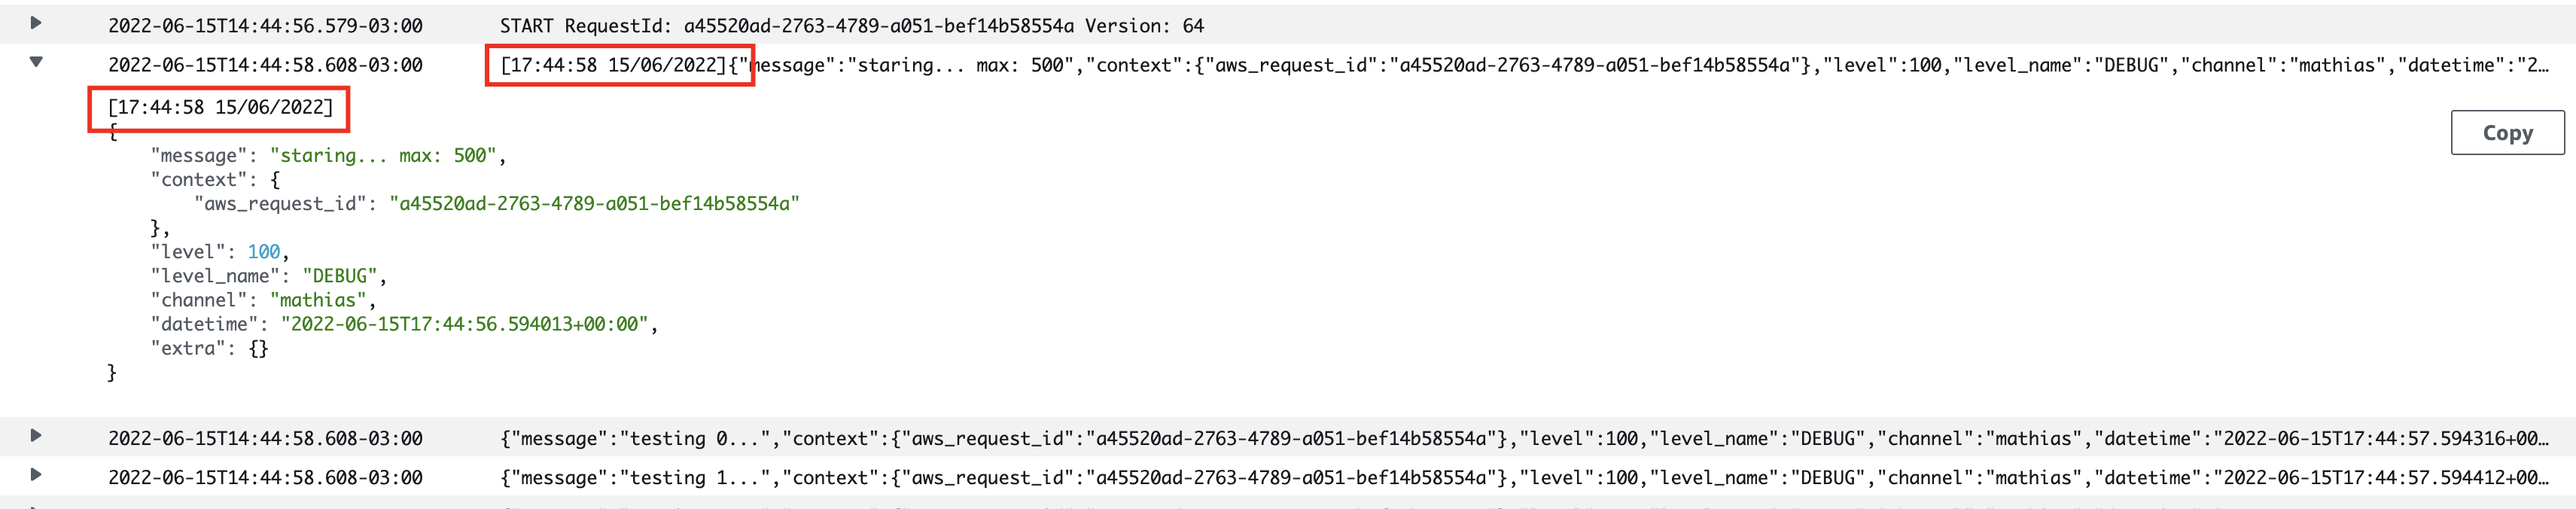 2022-06-15T14:44:56.579-03:00 START RequestId: a45520ad-2763-4789-a051-bef14b58554a Version: 64
2022-06-15T14:44:58.608-03:00 [17:44:58 15/06/2022]{"message":"staring... max: 500","context":{"aws_request_id":"a45520ad-2763-4789-a051-bef14b58554a"},"level":100,"level_name":"DEBUG","channel":"mathias","datetime":"2...
[17:44:58 15/06/2022]
Copy
{
"message": "staring... max: 500",
"context": {
"aws_request_id": "a45520ad-2763-4789-a051-bef14b58554a"
},
"level": 100,
"level_name": "DEBUG",
"channel": "mathias",
"datetime": "2022-06-15T17:44:56.594013+00:00",
"extra": {}
}
2022-06-15T14:44:58.608-03:00 {"message":"testing 0...","context":{"aws_request_id":"a45520ad-2763-4789-a051-bef14b58554a"},"level":100,"level_name":"DEBUG","channel":"mathias","datetime":"2022-06-15T17:44:57.594316+00...
2022-06-15T14:44:58.608-03:00 {"message":"testing 1...","context":{"aws_request_id":"a45520ad-2763-4789-a051-bef14b58554a"},"level":100,"level_name":"DEBUG","channel":"mathias","datetime":"2022-06-15T17:44:57.594412+00...